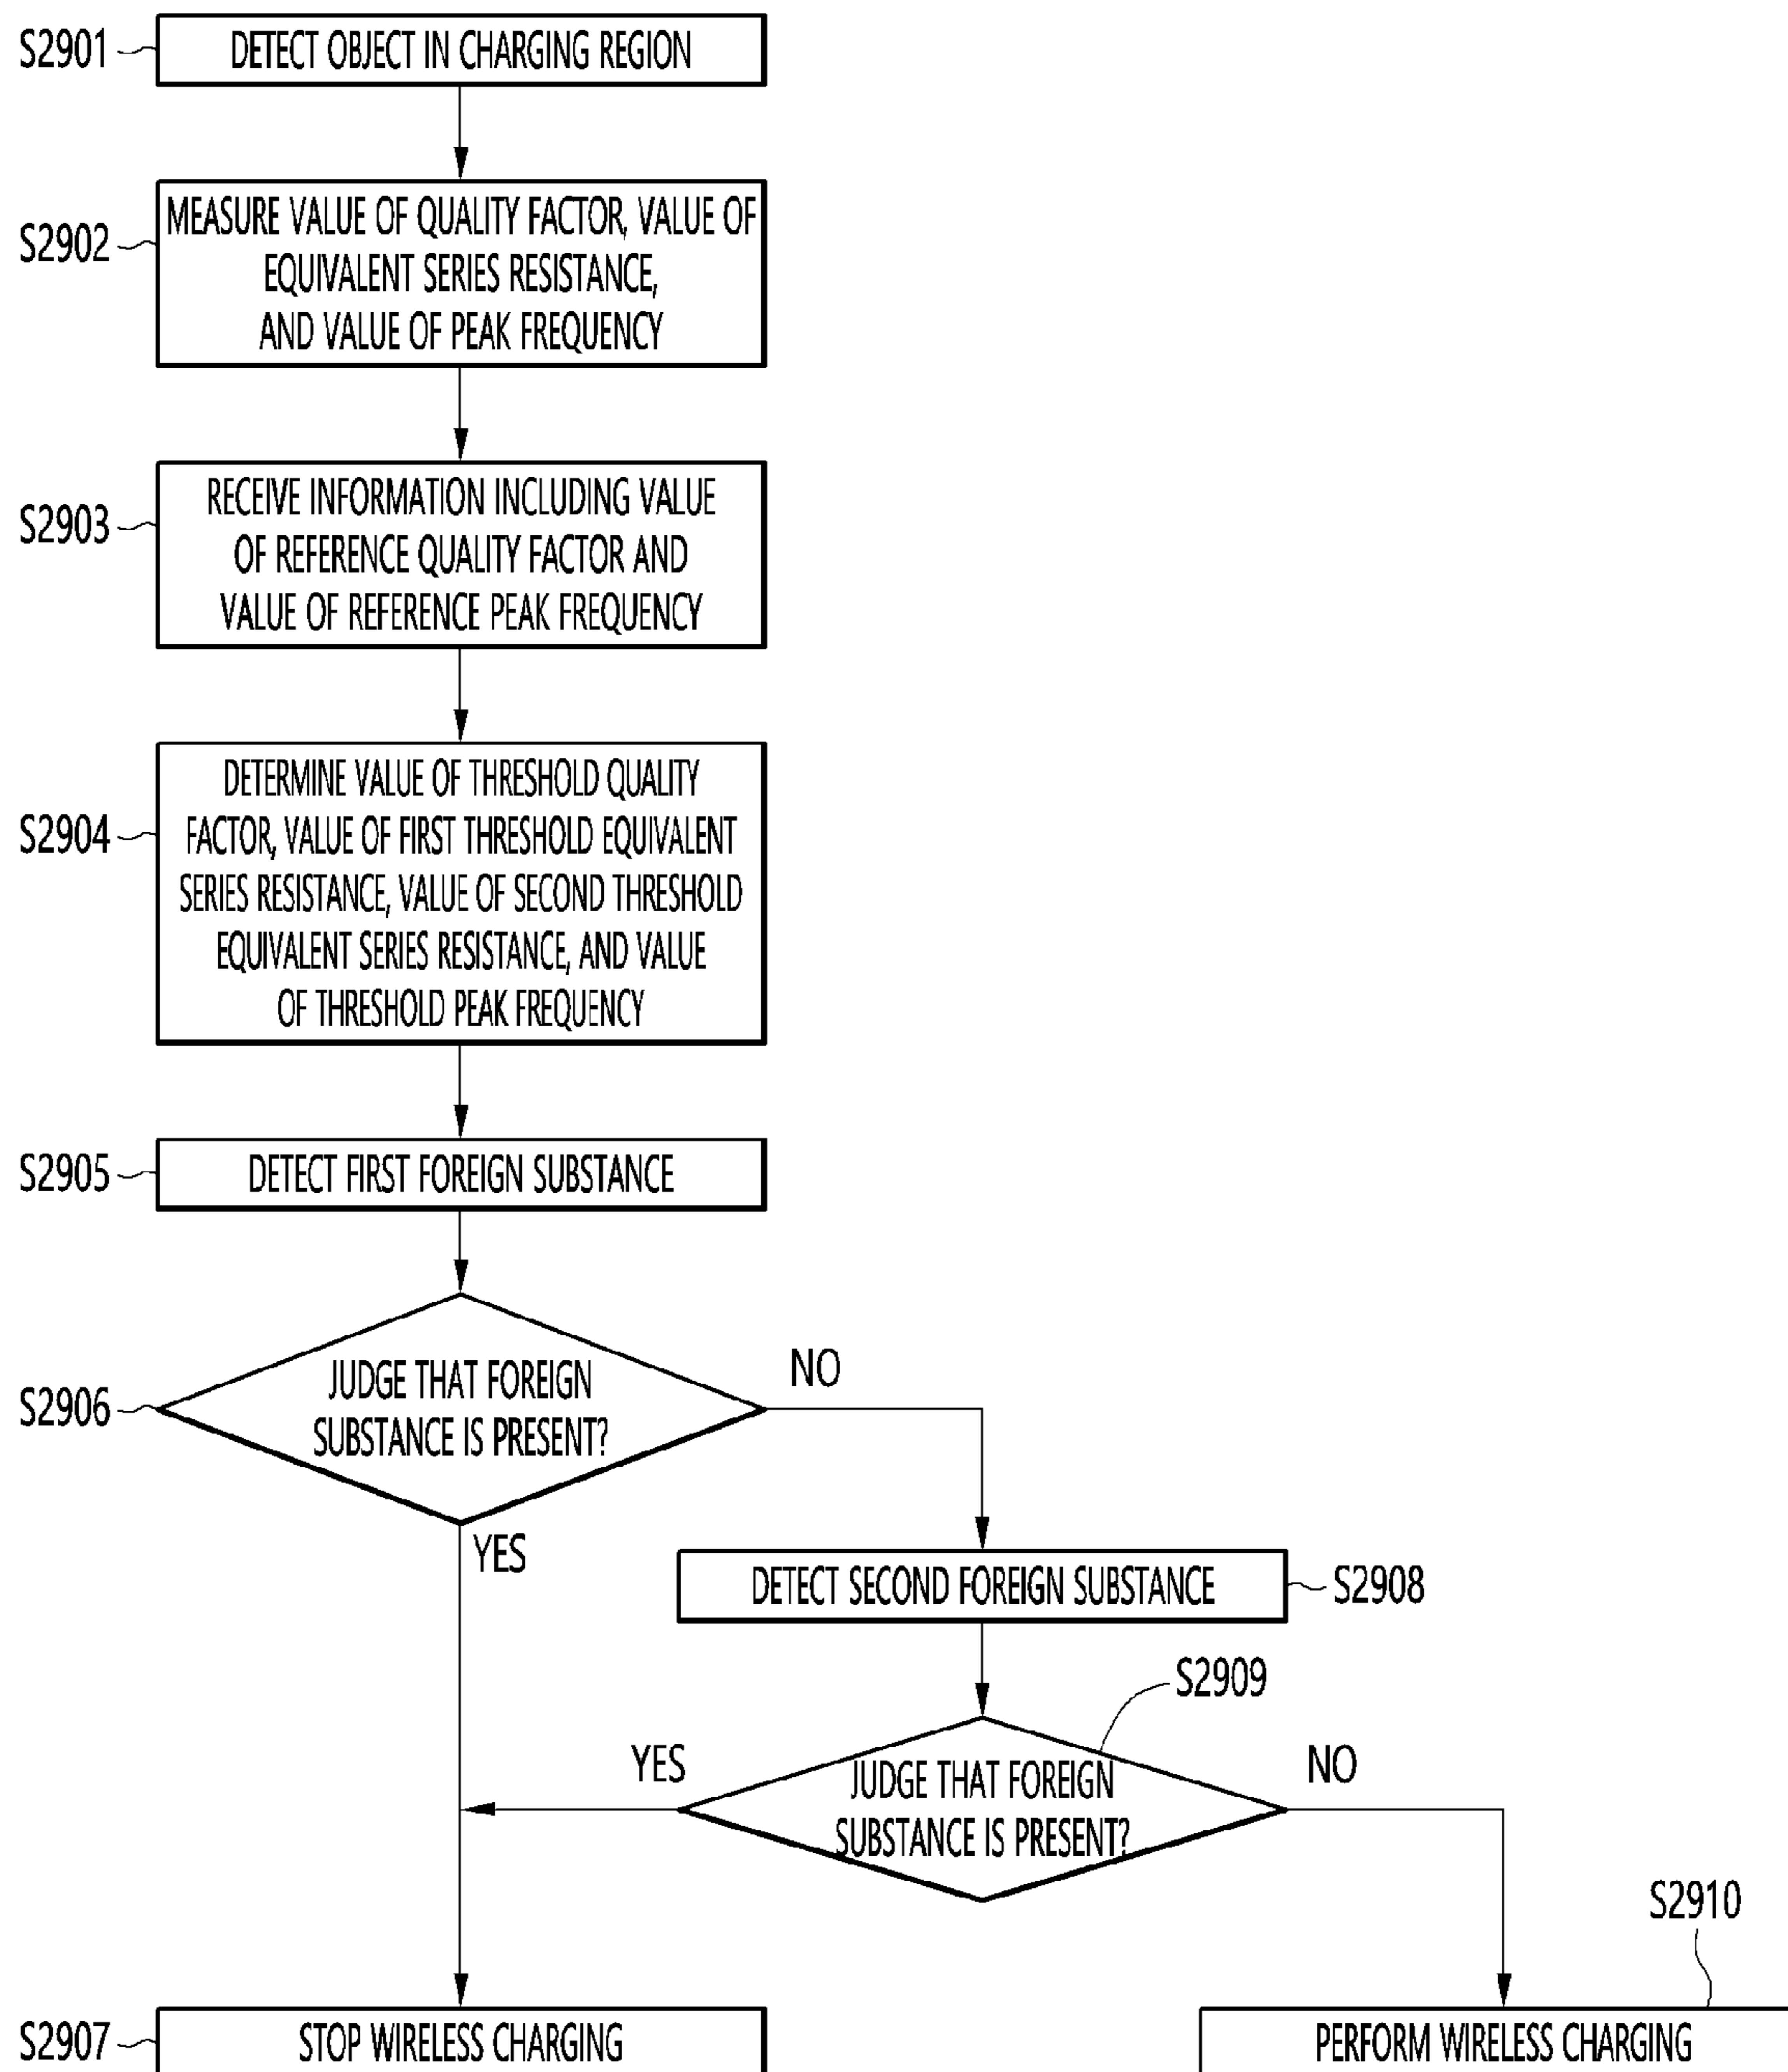 S2901
DETECT OBJECT IN CHARGING REGION
S2902
MEASURE VALUE OF QUALITY FACTOR, VALUE OF
EQUIVALENT SERIES RESISTANCE,
AND VALUE OF PEAK FREQUENCY
S2903
RECEIVE INFORMATION INCLUDING VALUE
OF REFERENCE QUALITY FACTOR AND
VALUE OF REFERENCE PEAK FREQUENCY
S2904
DETERMINE VALUE OF THRESHOLD QUALITY
FACTOR, VALUE OF FIRST THRESHOLD EQUIVALENT
SERIES RESISTANCE, VALUE OF SECOND THRESHOLD
EQUIVALENT SERIES RESISTANCE, AND VALUE
OF THRESHOLD PEAK FREQUENCY
S2905
DETECT FIRST FOREIGN SUBSTANCE
S2906
JUDGE THAT FOREIGN
SUBSTANCE IS PRESENT?
NO
YES
DETECT SECOND FOREIGN SUBSTANCE
S2908
S2909
YES
JUDGE THAT FOREIGN
SUBSTANCE IS PRESENT?
NO
S2910
S2907
STOP WIRELESS CHARGING
PERFORM WIRELESS CHARGING